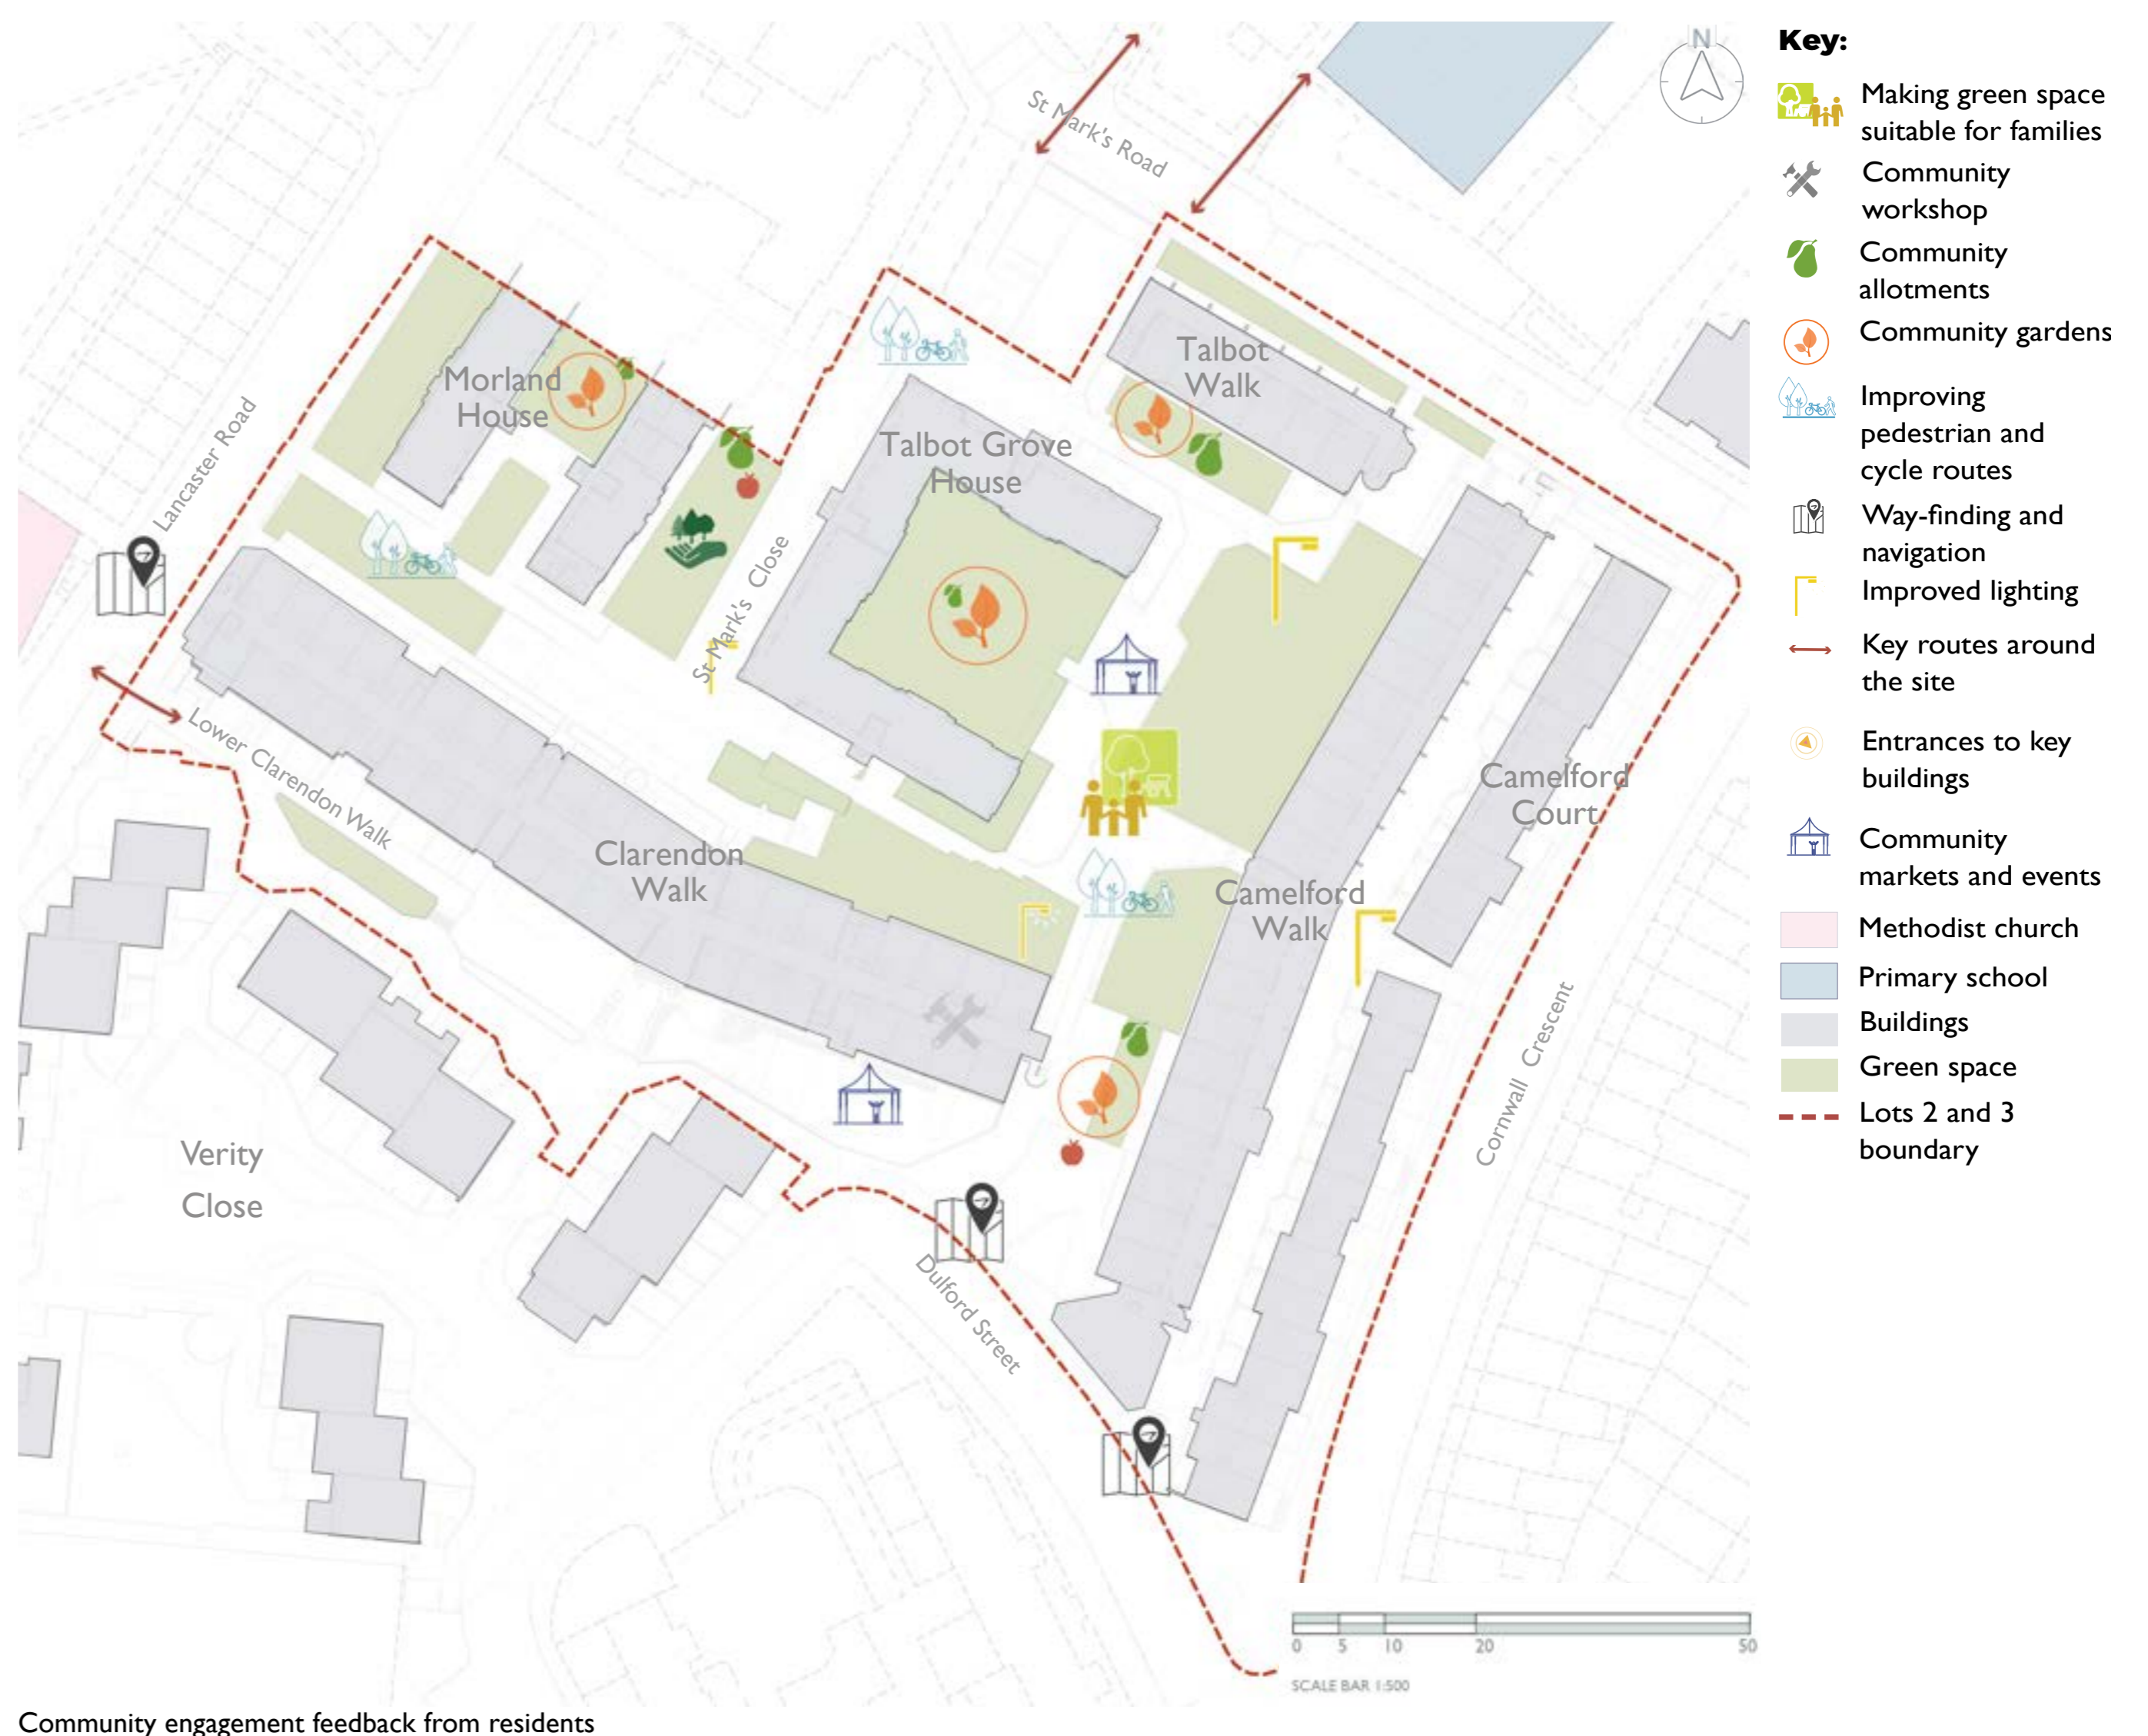 N
St Mark's Road
Talbot
Walk
Morland
House
Talbot Grove
House
Lancaster Road
St Mark's Close
Lower Clarendon Walk
Clarendon
Walk
Camelford
Court
Camelford
Walk
Cornwall Crescent
Verity
Close
Dulford Street
0 5 10 20 50
SCALE BAR 1:500
Key:
Making green space
suitable for families
Community
workshop
Community
allotments
Community gardens
Improving
pedestrian and
cycle routes
Way-finding and
navigation
Improved lighting
Key routes around
the site
Entrances to key
buildings
Community
markets and events
Methodist church
Primary school
Buildings
Green space
Lots 2 and 3
boundary
Community engagement feedback from residents